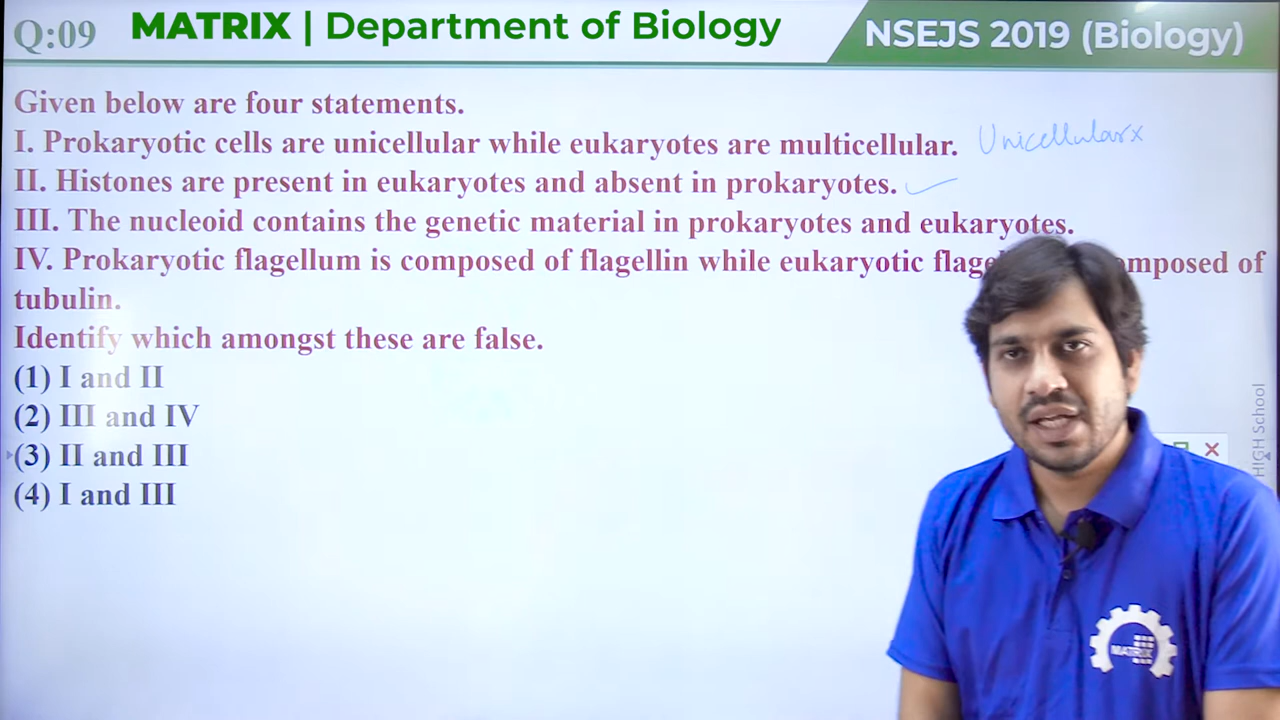 Q:09 MATRIX | Department of Biology NSEJS 2019 (Biology)
Given below are four statements.
I. Prokaryotic cells are unicellular while eukaryotes are multicellular. Unicellular x
II. Histones are present in eukaryotes and absent in prokaryotes.
III. The nucleoid contains the genetic material in prokaryotes and eukaryotes.
IV. Prokaryotic flagellum is composed of flagellin while eukaryotic composed of
tubulin.
Identify which amongst these are false.
(1) I and II
(2) III and IV
(3) II and III
(4) I and III
HIGH School
MATRIX